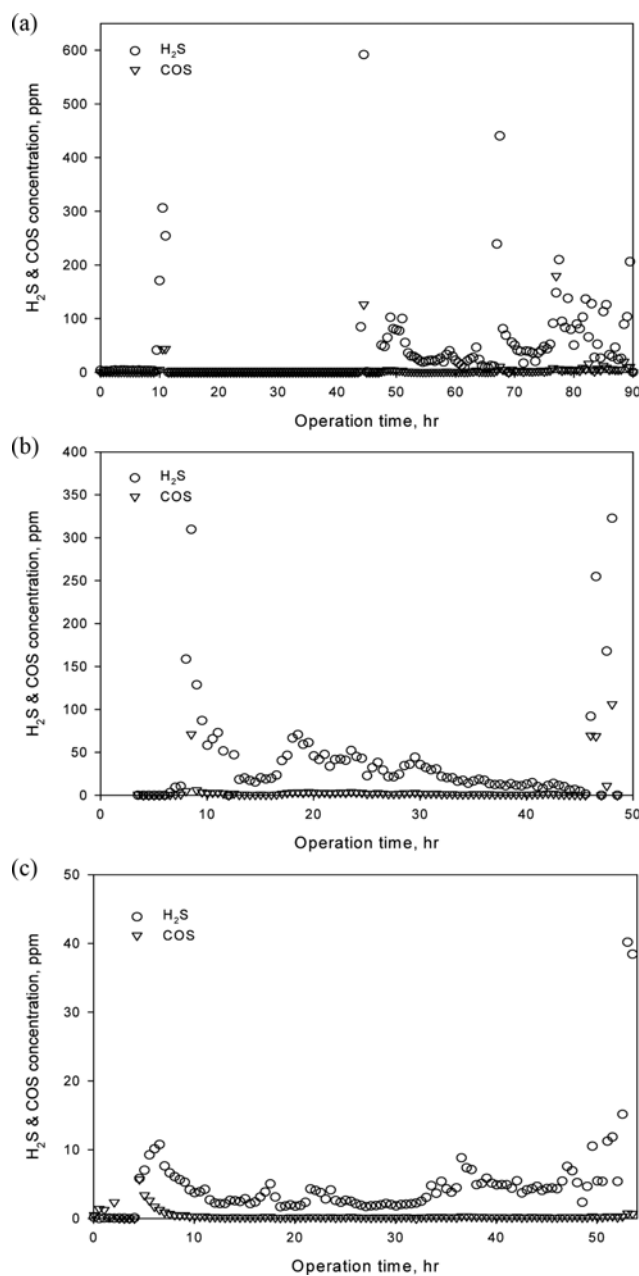 (a)
H₂S
COS
600
500
400
300
200
100
0
H₂S & COS concentration, ppm
0 10 20 30 40 50 60 70 80 90
Operation time, hr
(b)
H₂S
COS
400
350
300
250
200
150
100
50
0
H₂S & COS concentration, ppm
0 10 20 30 40 50
Operation time, hr
(c)
H₂S
COS
50
40
30
20
10
0
H₂S & COS concentration, ppm
0 10 20 30 40 50
Operation time, hr